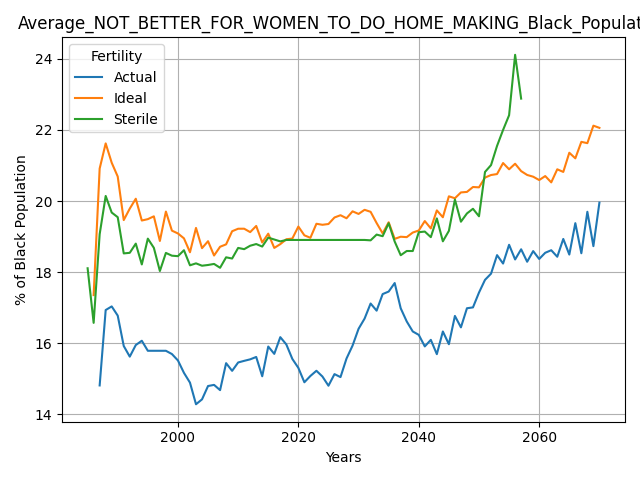 Average_NOT_BETTER_FOR_WOMEN_TO_DO_HOME_MAKING_Black_Populat
Fertility
Actual
Ideal
Sterile
% of Black Population
24
22
20
18
16
14
2000
2020
2040
2060
Years